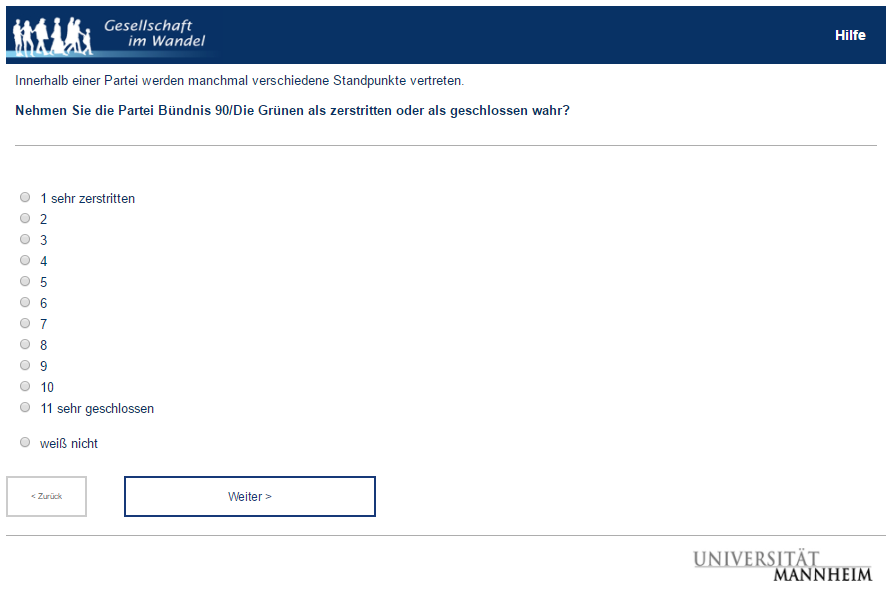 Gesellschaft
im Wandel
Hilfe
Innerhalb einer Partei werden manchmal verschiedene Standpunkte vertreten.
Nehmen Sie die Partei Bündnis 90/Die Grünen als zerstritten oder als geschlossen wahr?
1 sehr zerstritten
2
3
4
5
6
7
8
9
10
11 sehr geschlossen
weiß nicht
< Zurück
Weiter >
UNIVERSITÄT
MANNHEIM